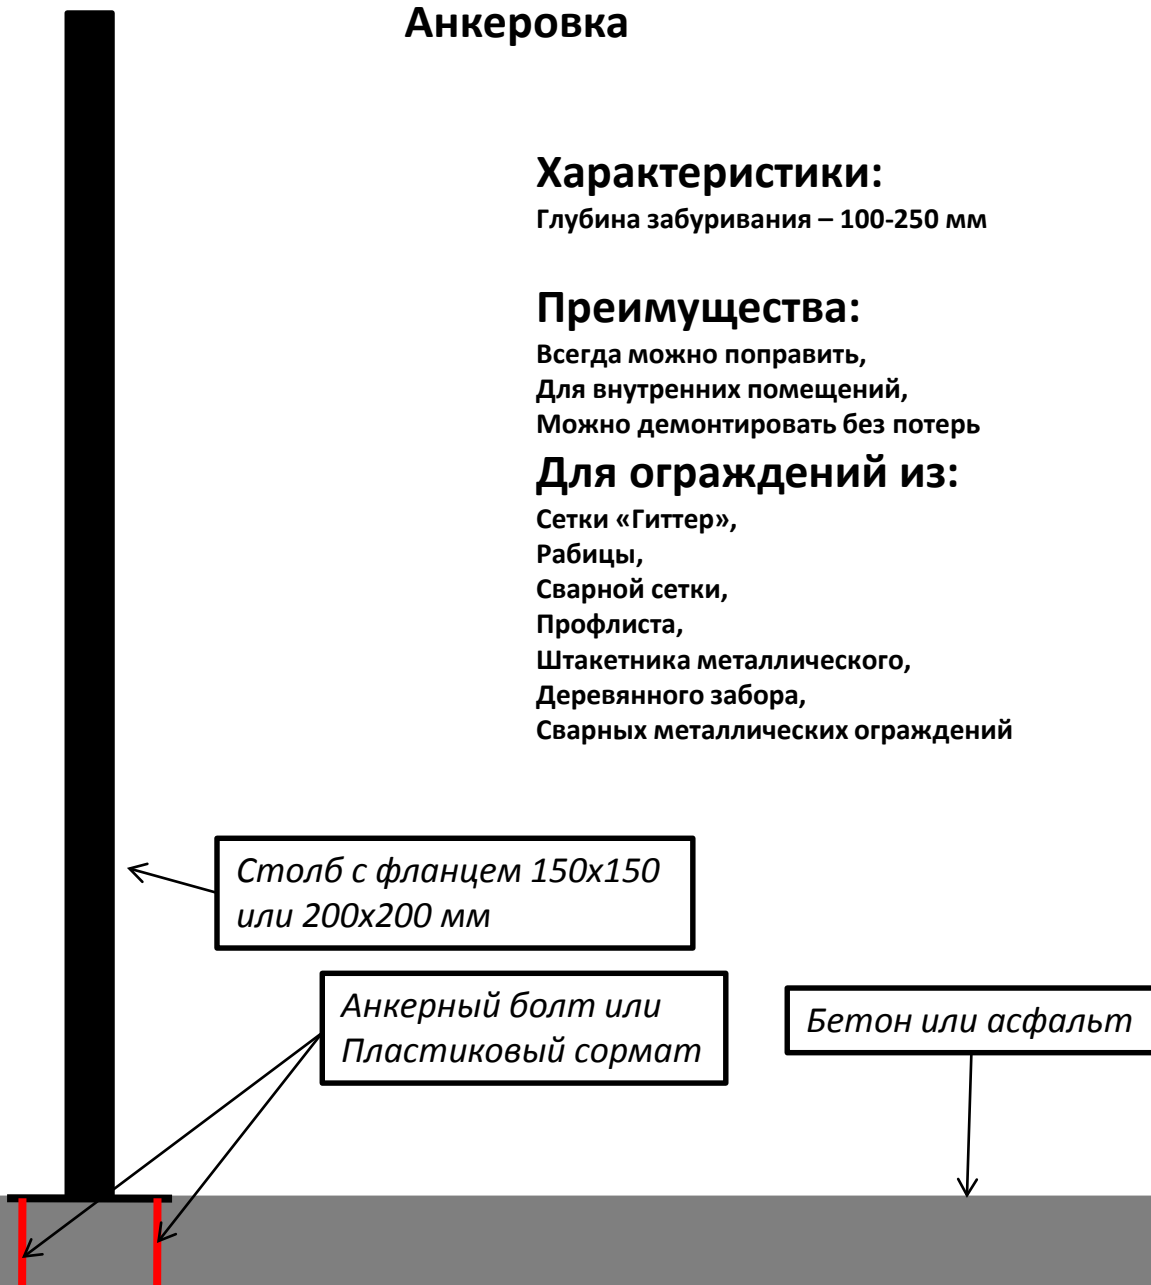 Анкеровка
Характеристики:
Глубина забуривания – 100-250 мм
Преимущества:
Всегда можно поправить,
Для внутренних помещений,
Можно демонтировать без потерь
Для ограждений из:
Сетки «Гиттер»,
Рабицы,
Сварной сетки,
Профлиста,
Штакетника металлического,
Деревянного забора,
Сварных металлических ограждений
Столб с фланцем 150х150
или 200х200 мм
Анкерный болт или
Пластиковый сормат
Бетон или асфальт